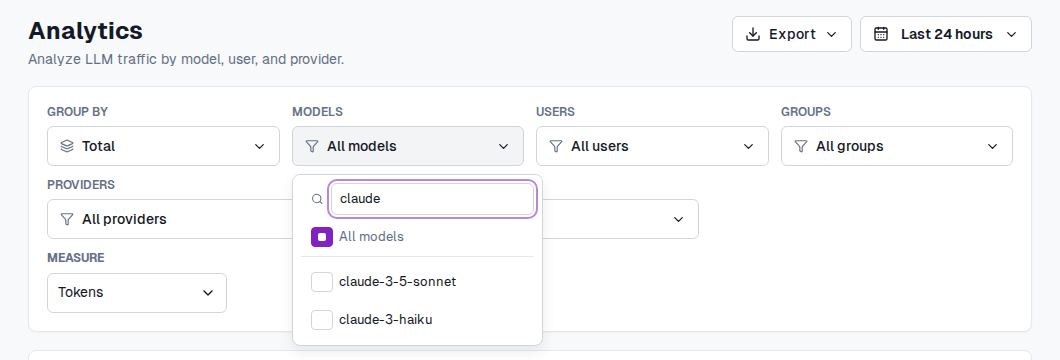 Analytics
Analyze LLM traffic by model, user, and provider.
Export
Last 24 hours
GROUP BY
MODELS
USERS
GROUPS
Total
All models
All users
All groups
PROVIDERS
All providers
claude
All models
MEASURE
Tokens
claude-3-5-sonnet
claude-3-haiku